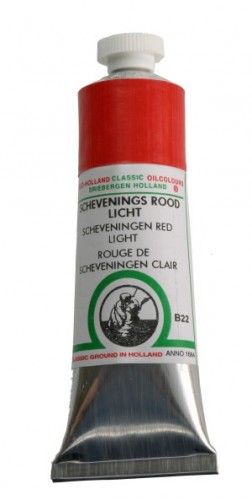 HOLLAND CLASSIC OILCOLOURS
DRIEBERGEN HOLLAND
SCHEVENINGS ROOD
LICHT
SCHEVENINGEN RED
LIGHT
ROUGE DE
SCHEVENINGEN CLAIR
B22
CLASSIC GROUND IN HOLLAND ANNO 1664